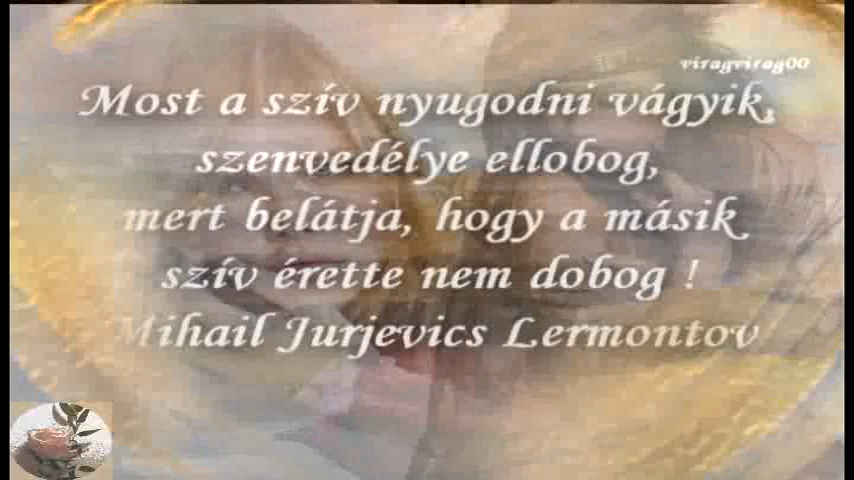 viragvirag00
Most a szív nyugodni vágyik,
szenvedélye ellobog,
mert belátja, hogy a másik
szív érette nem dobog !
Mihail Jurjevics Lermontov